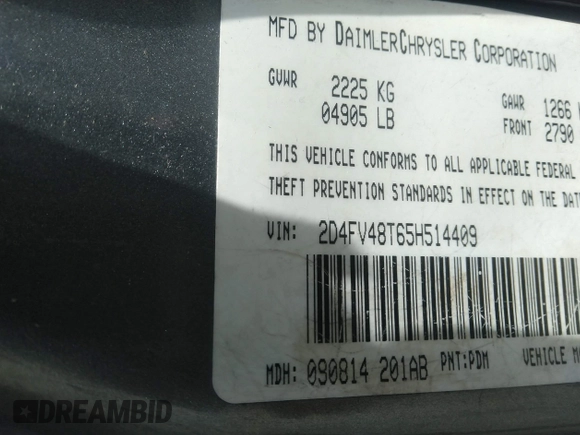 MFD BY DAIMLERCHRYSLER CORPORATION
GVWR 2225 KG GAWR 1266
04905 LB FRONT 2790
THIS VEHICLE CONFORMS TO ALL APPLICABLE FEDERAL
THEFT PREVENTION STANDARDS IN EFFECT ON THE DAT
VIN: 2D4FV48T65H514409
MDH: 090814 201AB PNT:PDM VEHICLE M
DREAMBID